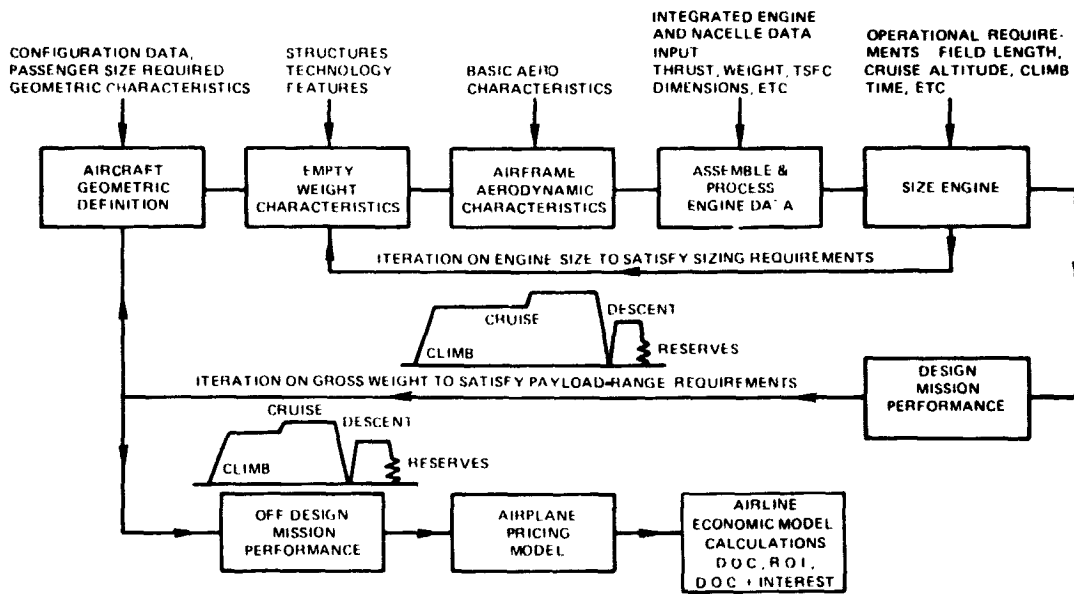 CONFIGURATION DATA,
PASSENGER SIZE REQUIRED
GEOMETRIC CHARACTERISTICS
STRUCTURES
TECHNOLOGY
FEATURES
BASIC AERO
CHARACTERISTICS
INTEGRATED ENGINE
AND NACELLE DATA
INPUT
THRUST, WEIGHT, TSFC
DIMENSIONS, ETC
OPERATIONAL REQUIRE-
MENTS FIELD LENGTH,
CRUISE ALTITUDE, CLIMB
TIME, ETC
AIRCRAFT
GEOMETRIC
DEFINITION
EMPTY
WEIGHT
CHARACTERISTICS
AIRFRAME
AERODYNAMIC
CHARACTERISTICS
ASSEMBLE &
PROCESS
ENGINE DATA
SIZE ENGINE
ITERATION ON ENGINE SIZE TO SATISFY SIZING REQUIREMENTS
CRUISE
DESCENT
CLIMB
RESERVES
ITERATION ON GROSS WEIGHT TO SATISFY PAYLOAD-RANGE REQUIREMENTS
DESIGN
MISSION
PERFORMANCE
CRUISE
DESCENT
CLIMB
RESERVES
OFF DESIGN
MISSION
PERFORMANCE
AIRPLANE
PRICING
MODEL
AIRLINE
ECONOMIC MODEL
CALCULATIONS
D.O.C., R.O.I.,
D.O.C + INTEREST